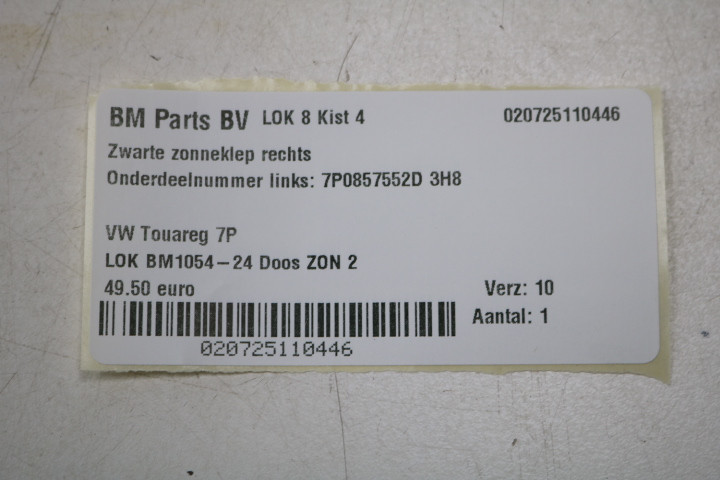 BM Parts BV LOK 8 Kist 4 020725110446
Zwarte zonneklep rechts
Onderdeelnummer links: 7P0857552D 3H8
VW Touareg 7P
LOK BM1054-24 Doos ZON 2
49.50 euro Verz: 10
Aantal: 1
020725110446